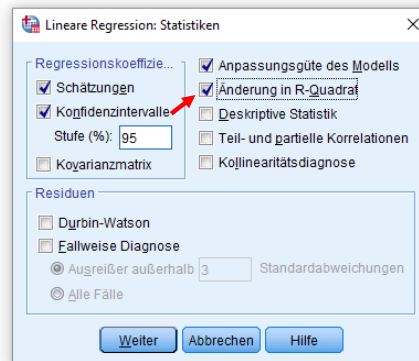 Lineare Regression: Statistiken
Regressionskoeffizie...
Schätzungen
Konfidenzintervalle
Stufe (%): 95
Kovarianzmatrix
Anpassungsgüte des Modells
Änderung in R-Quadrat
Deskriptive Statistik
Teil- und partielle Korrelationen
Kollinearitätsdiagnose
Residuen
Durbin-Watson
Fallweise Diagnose
Ausreißer außerhalb 3 Standardabweichungen
Alle Fälle
Weiter Abbrechen Hilfe